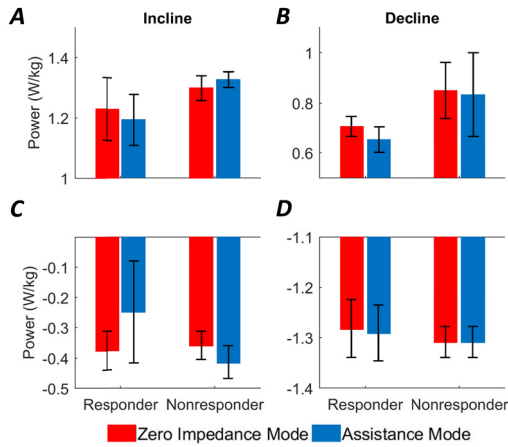 A
Incline
B
Decline
Power (W/kg)
1.4
1.2
1
1
0.8
0.6
C
D
Power (W/kg)
-0.1
-0.2
-0.3
-0.4
-0.5
-1.1
-1.2
-1.3
-1.4
Responder Nonresponder
Responder Nonresponder
Zero Impedance Mode Assistance Mode